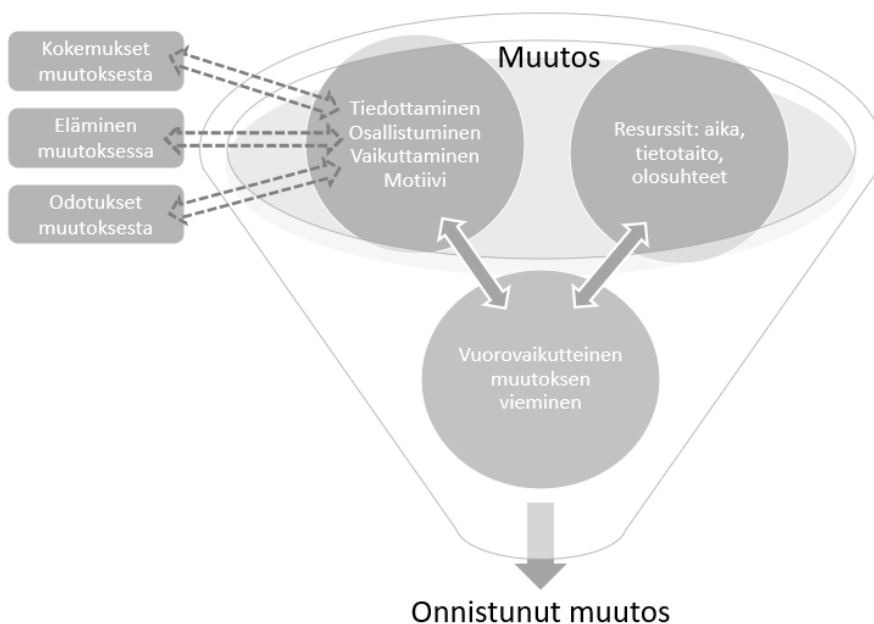 Muutos
Kokemukset
muutoksesta
Eläminen
muutoksessa
Odotukset
muutoksesta
Tiedottaminen
Osallistuminen
Vaikuttaminen
Motiivi
Resurssit: aika,
tietotaito,
olosuhteet
Vuorovaikutteinen
muutoksen
vieminen
Onnistunut muutos